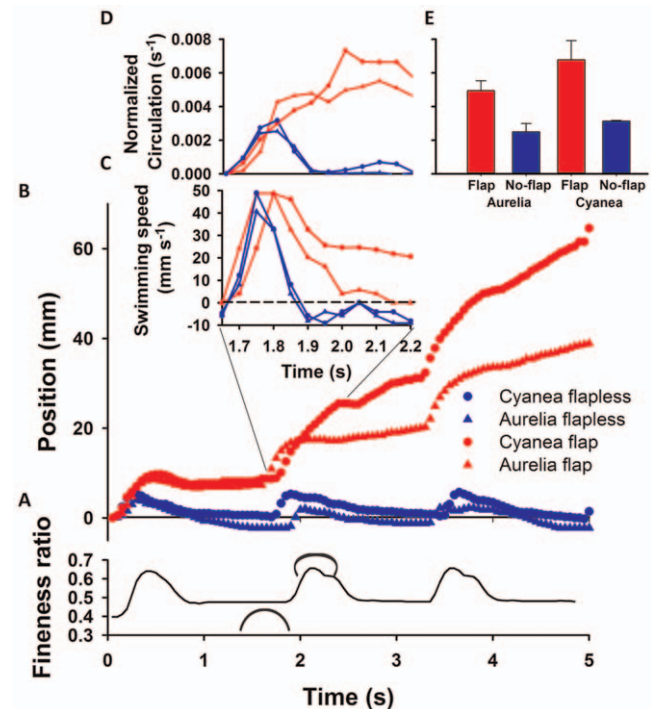 D
E
Normalized
Circulation (s-1)
0.008
0.006
0.004
0.002
0.000
Flap No-flap Flap No-flap
Aurelia Cyanea
C
B
Swimming speed
(mm s-1)
50
40
30
20
10
0
-10
1.7 1.8 1.9 2.0 2.1 2.2
Time (s)
Position (mm)
60
40
20
0
Cyanea flapless
Aurelia flapless
Cyanea flap
Aurelia flap
A
Fineness ratio
0.7
0.6
0.5
0.4
0.3
0 1 2 3 4 5
Time (s)